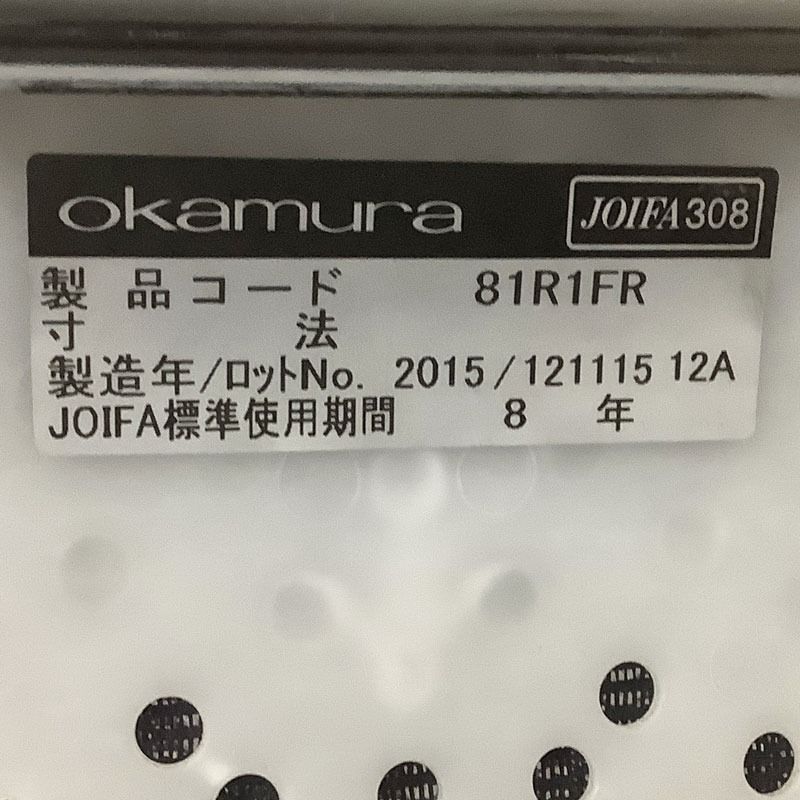 okamura JOIFA308
製品コード 81R1FR
寸法
製造年/ロットNo. 2015/121115 12A
JOIFA標準使用期間 8 年